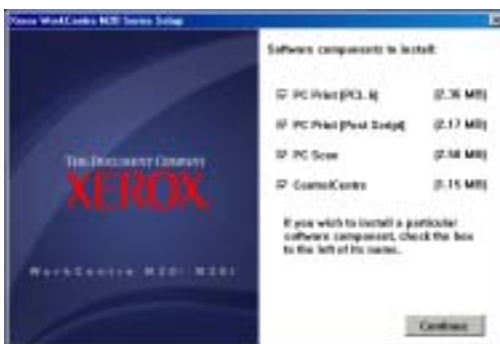 Xerox WorkCentre M20 Series Setup
THE DOCUMENT COMPANY
XEROX
WorkCentre M20/ M20i
Software components to install:
PC Print (PCL 6) (2.36 MB)
PC Print (Post Script) (2.17 MB)
PC Scan (2.58 MB)
ControlCentre (1.15 MB)
If you wish to install a particular
software component, check the box
to the left of its name.
Continue